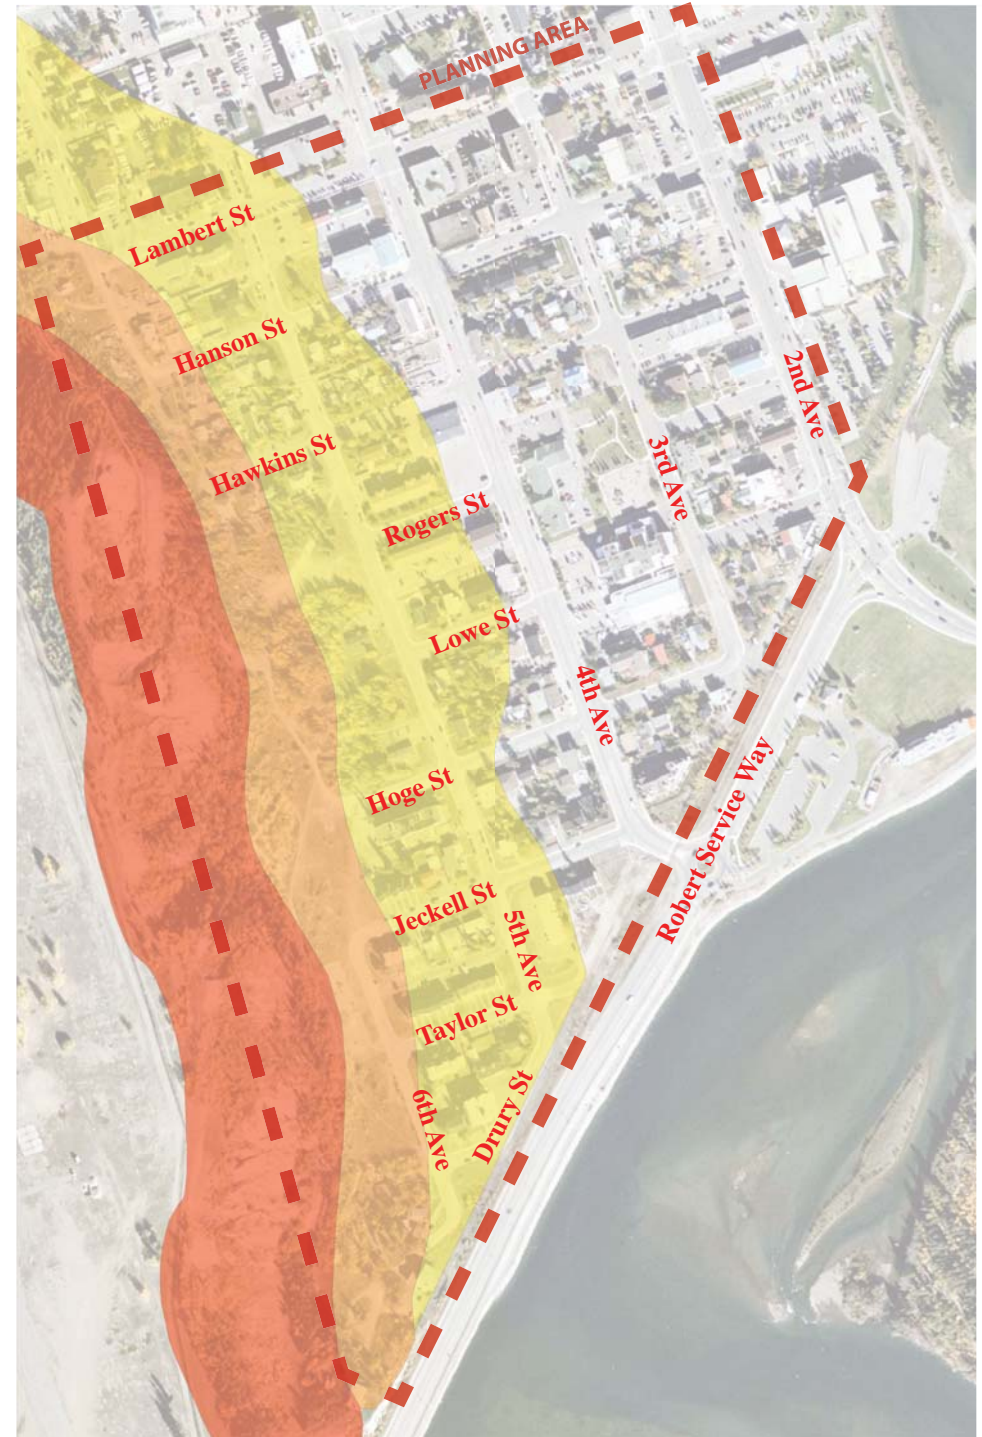 PLANNING AREA
Lambert St
Hanson St
2nd Ave
Hawkins St
3rd Ave
Rogers St
Lowe St
4th Ave
Hoge St
Robert Service Way
Jeckell St
5th Ave
Taylor St
6th Ave
Drury St